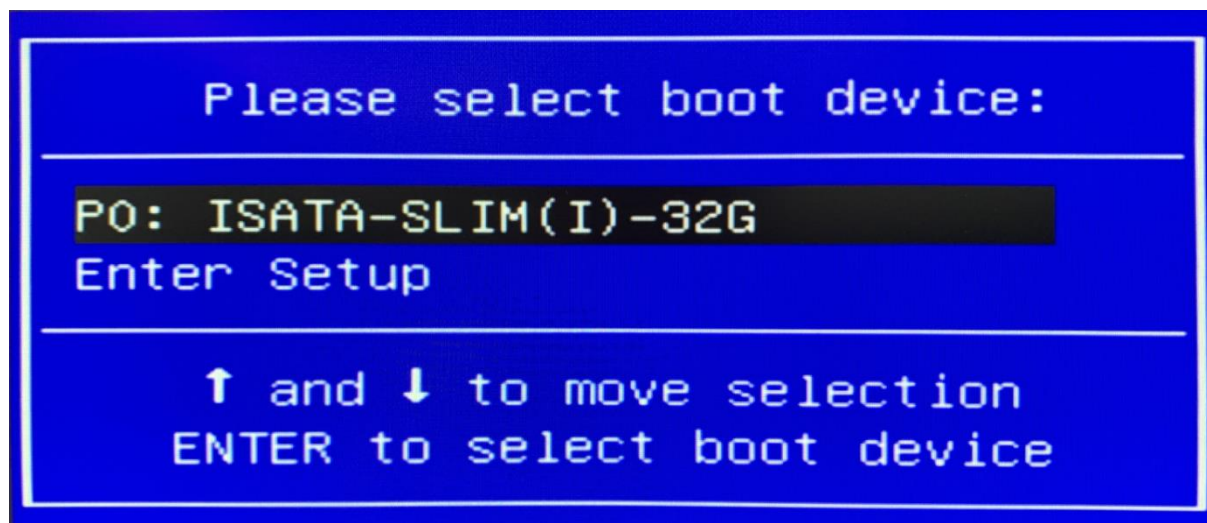 Please select boot device:
P0: ISATA-SLIM(I)-32G
Enter Setup
↑ and ↓ to move selection
ENTER to select boot device